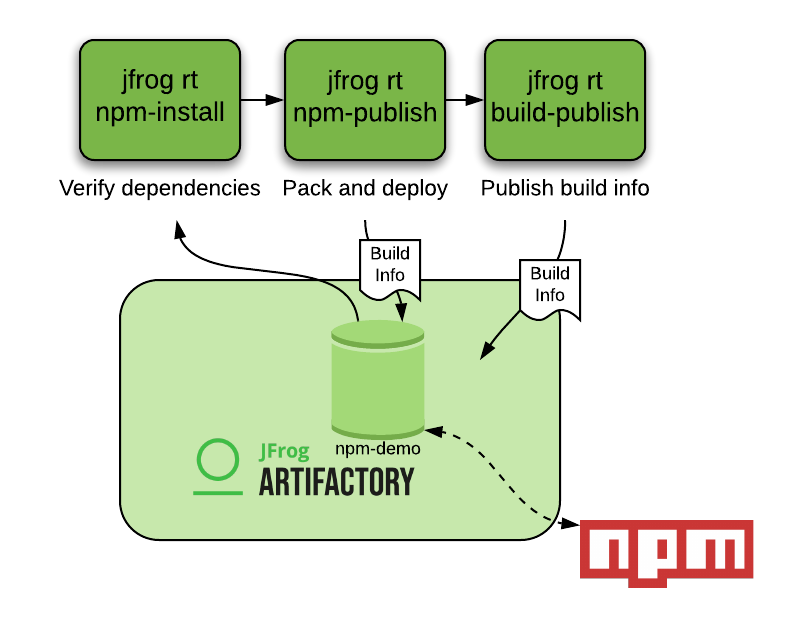 jfrog rt
npm-install
jfrog rt
npm-publish
jfrog rt
build-publish
Verify dependencies
Pack and deploy
Publish build info
Build
Info
Build
Info
npm-demo
JFrog
ARTIFACTORY
npm